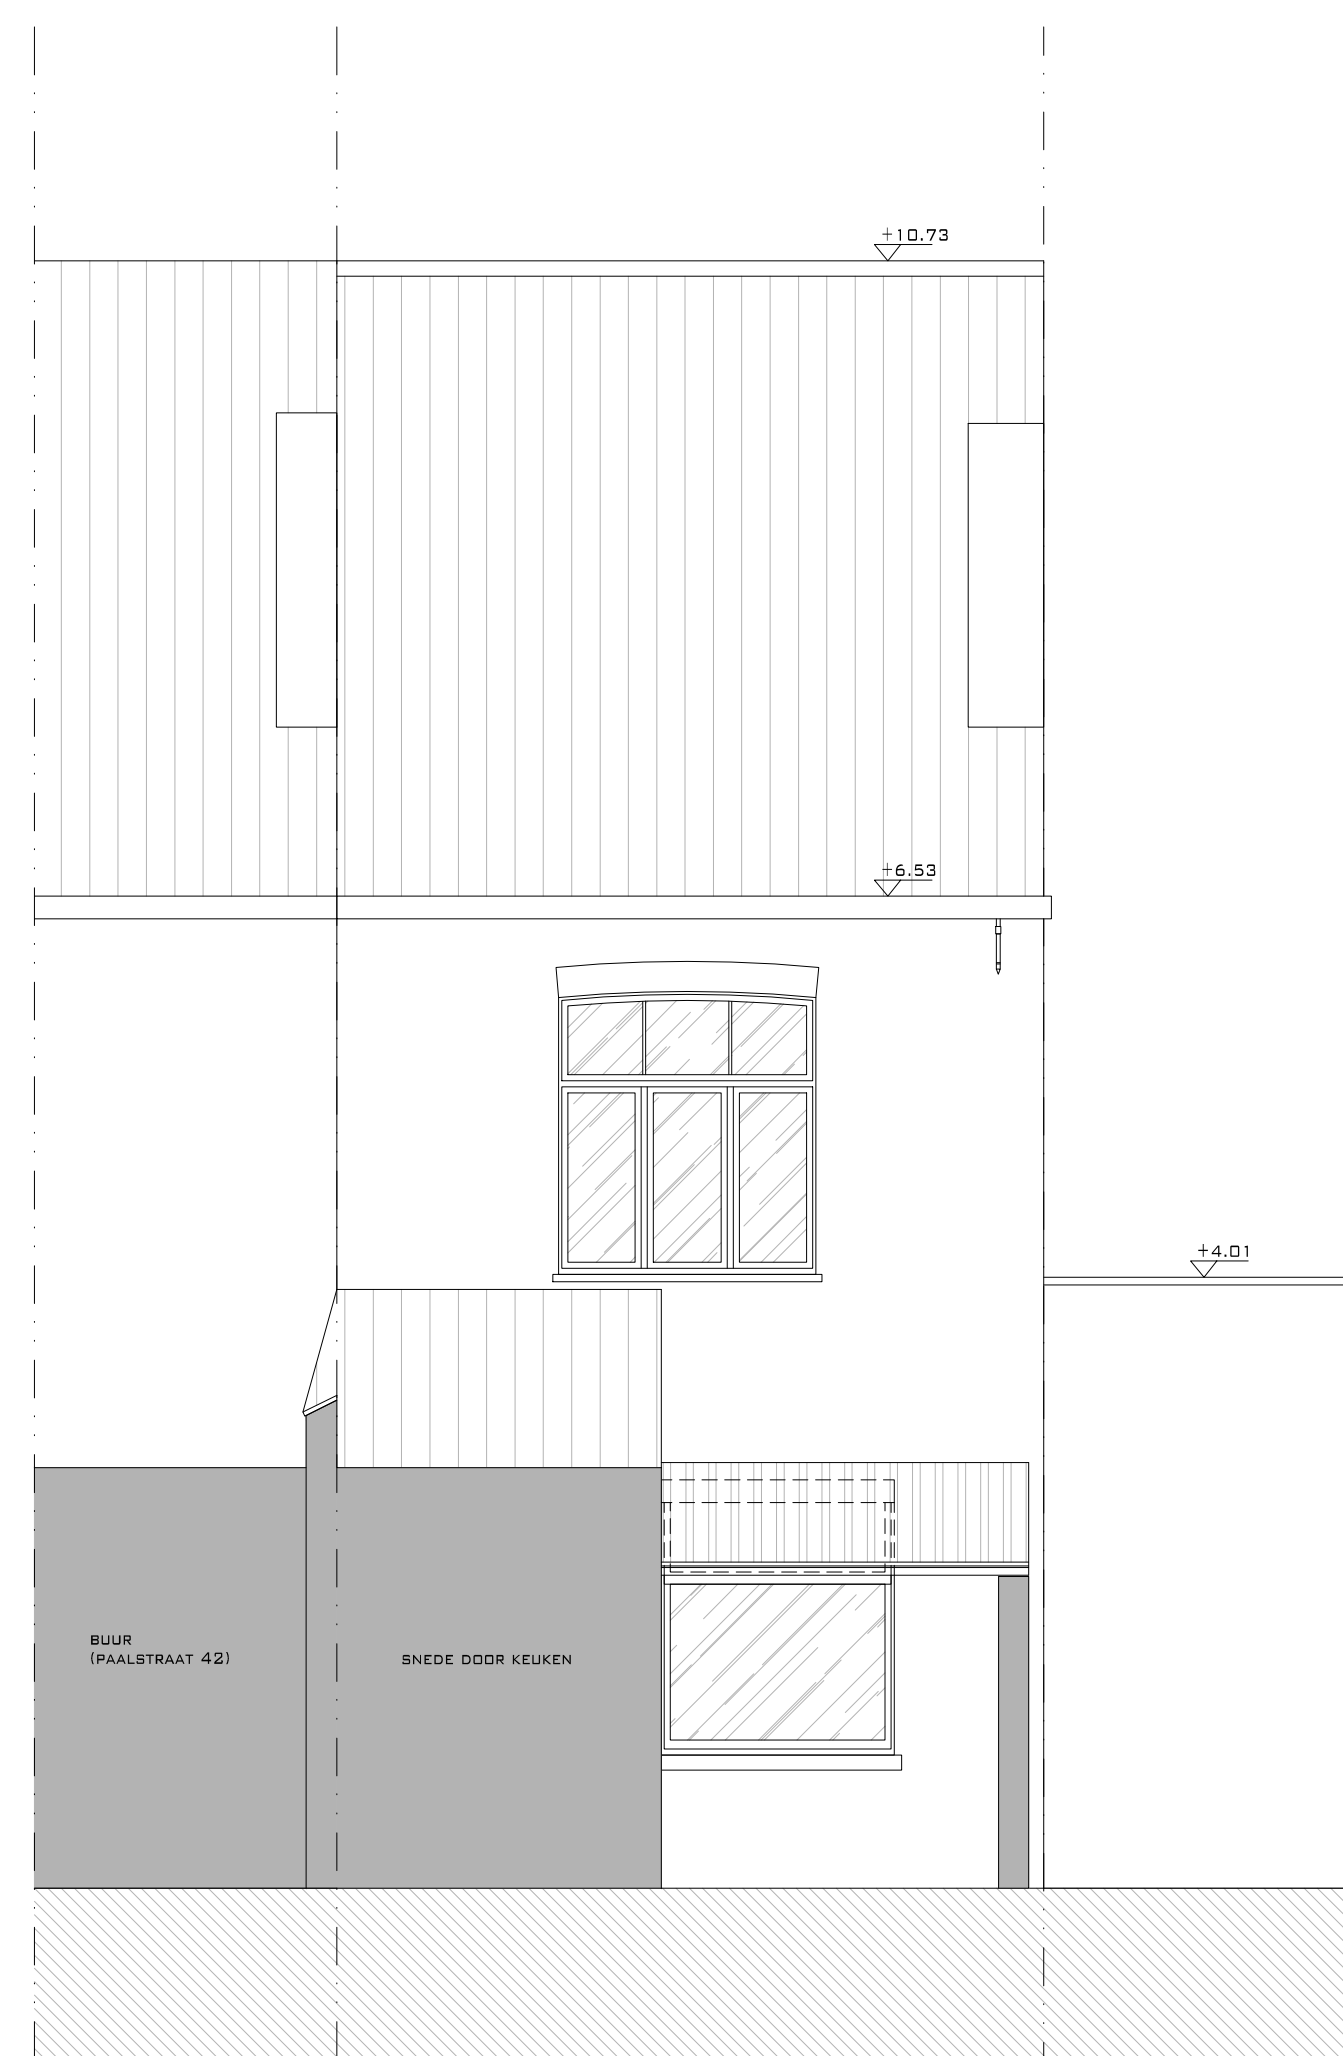 +10.73
+6.53
+4.01
BUUR
(PAALSTRAAT 42)
SNEDE DOOR KEUKEN